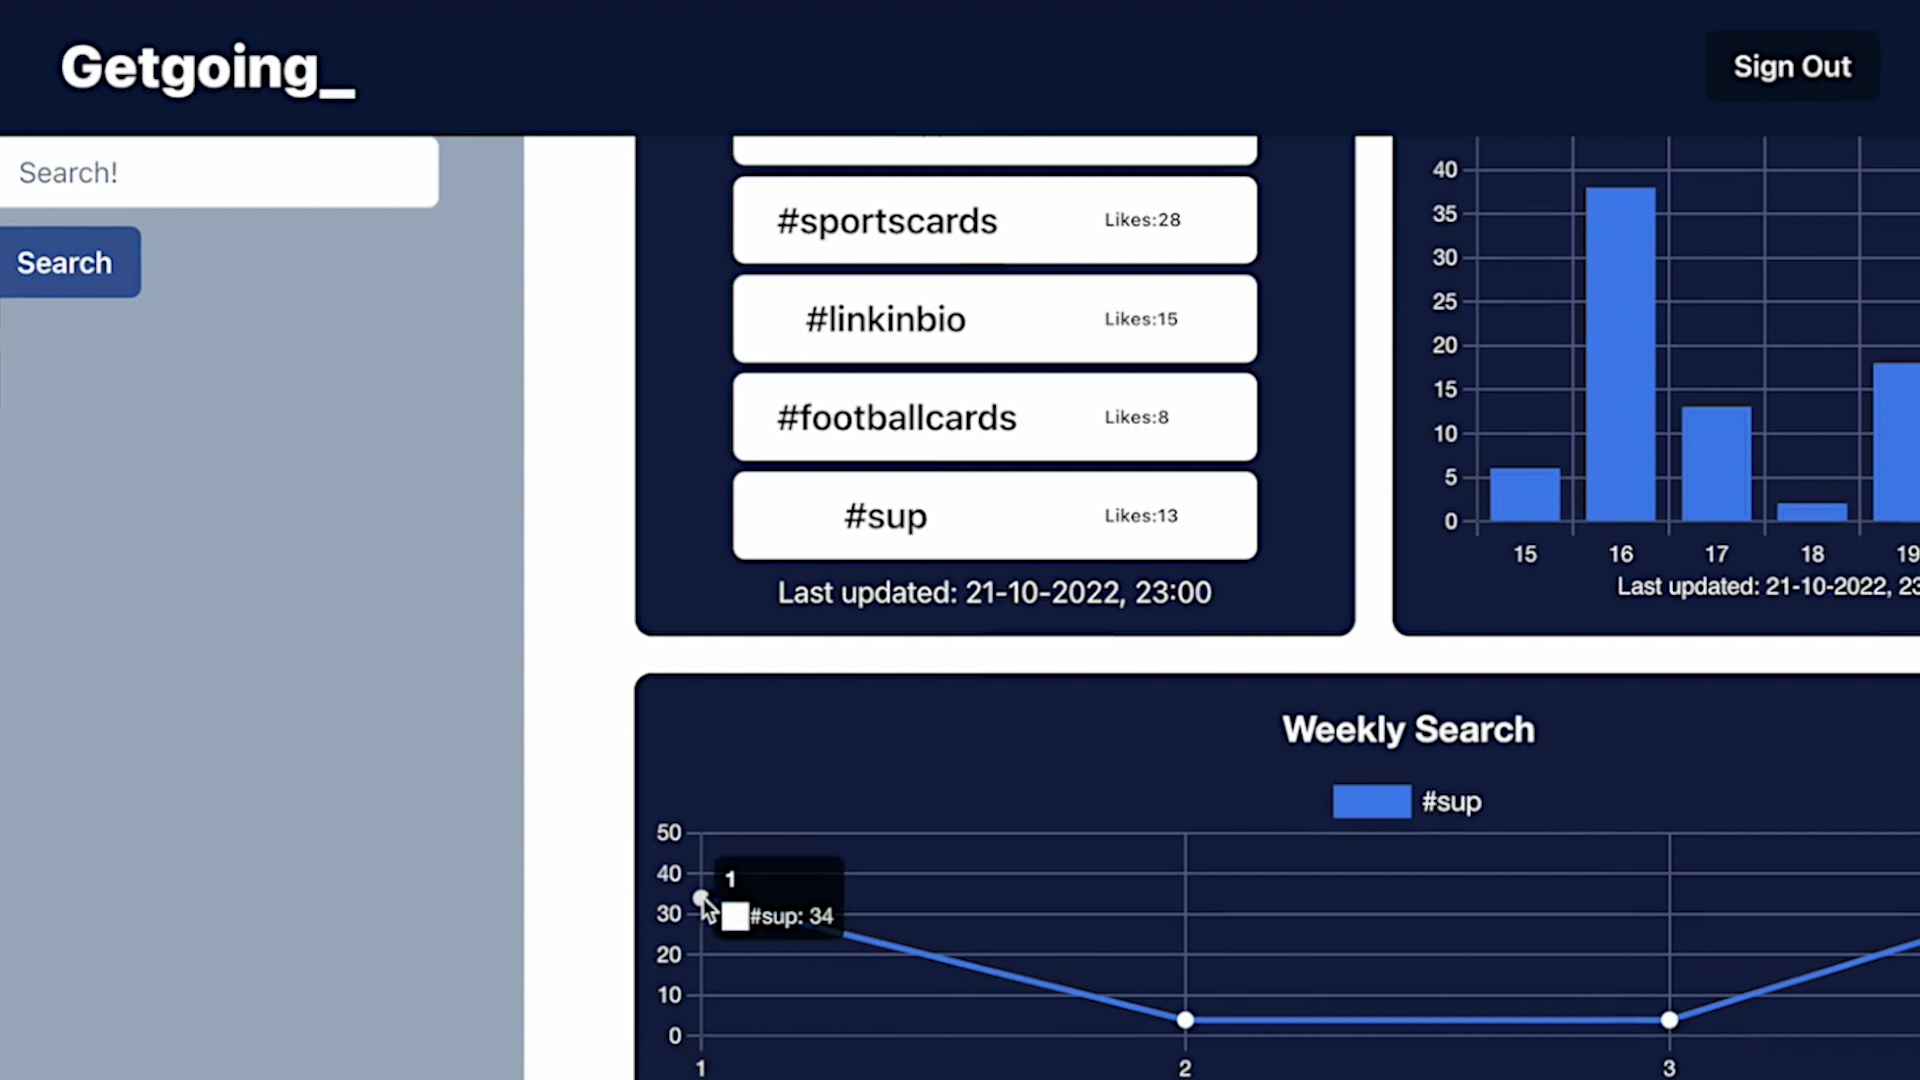 Getgoing_
Sign Out
Search!
Search
#sportscards Likes:28
#linkinbio Likes:15
#footballcards Likes:8
#sup Likes:13
Last updated: 21-10-2022, 23:00
40
35
30
25
20
15
10
5
0
15 16 17 18 19
Last updated: 21-10-2022, 23
Weekly Search
#sup
50
40
30
20
10
0
1
#sup: 34
1 2 3